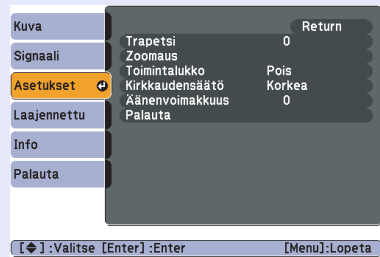 Kuva
Signaali
Asetukset
Laajennettu
Info
Palauta
Return
Trapetsi 0
Zoomaus
Toimintalukko Pois
Kirkkaudensäätö Korkea
Äänenvoimakkuus 0
Palauta
[ ] :Valitse [Enter] :Enter [Menu]:Lopeta